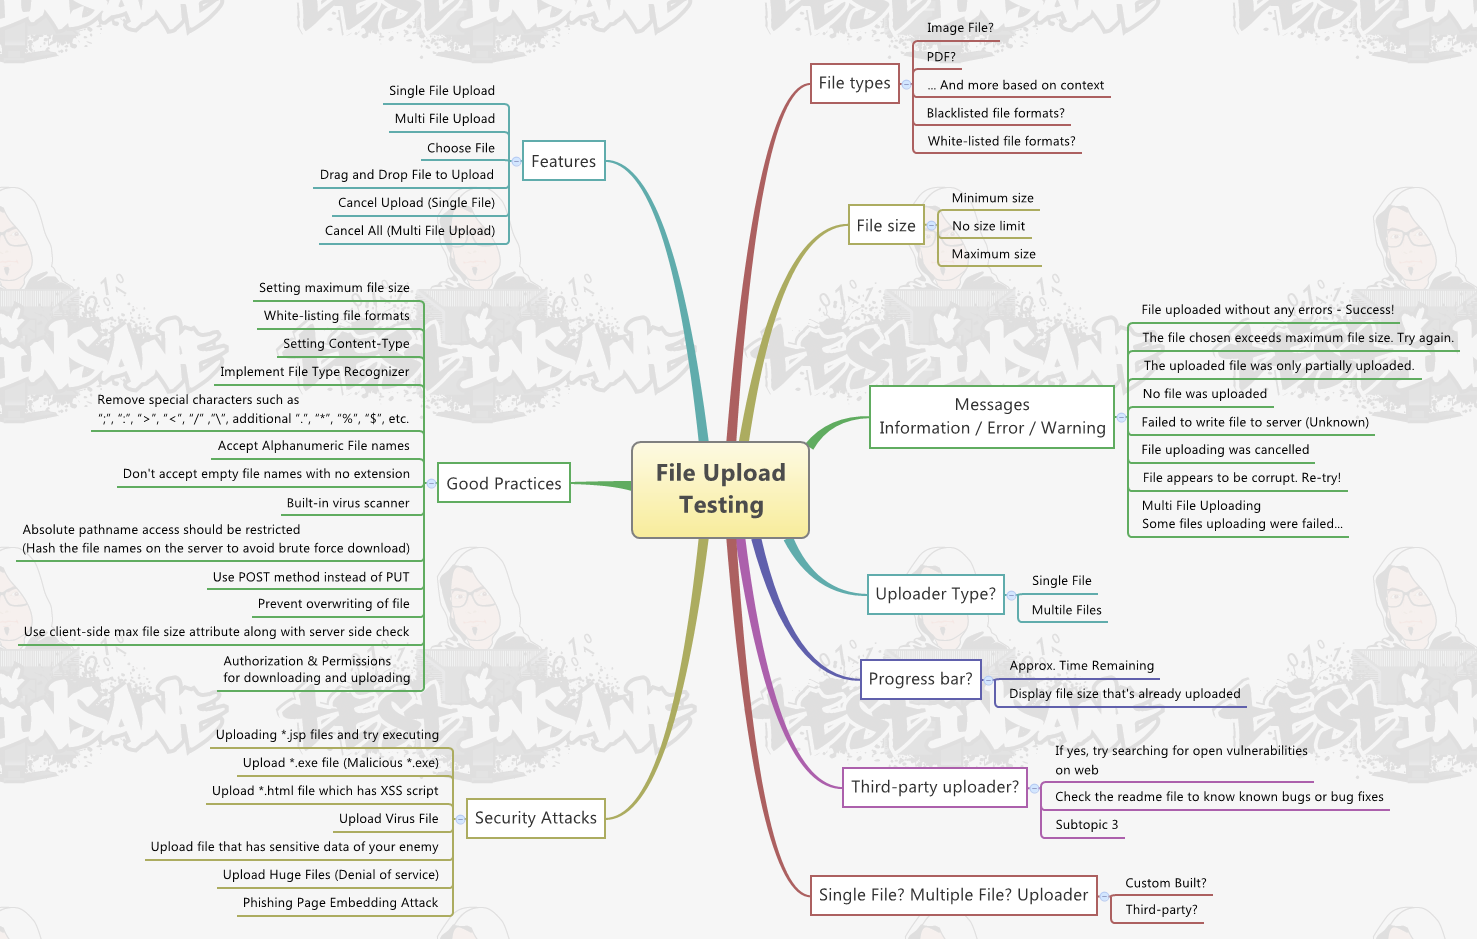 File Upload
Testing
File types
Image File?
PDF?
... And more based on context
Blacklisted file formats?
White-listed file formats?
File size
Minimum size
No size limit
Maximum size
Messages
Information / Error / Warning
File uploaded without any errors - Success!
The file chosen exceeds maximum file size. Try again.
The uploaded file was only partially uploaded.
No file was uploaded
Failed to write file to server (Unknown)
File uploading was cancelled
File appears to be corrupt. Re-try!
Multi File Uploading
Some files uploading were failed...
Uploader Type?
Single File
Multile Files
Progress bar?
Approx. Time Remaining
Display file size that's already uploaded
Third-party uploader?
If yes, try searching for open vulnerabilities
on web
Check the readme file to know known bugs or bug fixes
Subtopic 3
Single File? Multiple File? Uploader
Custom Built?
Third-party?
Features
Single File Upload
Multi File Upload
Choose File
Drag and Drop File to Upload
Cancel Upload (Single File)
Cancel All (Multi File Upload)
Good Practices
Setting maximum file size
White-listing file formats
Setting Content-Type
Implement File Type Recognizer
Remove special characters such as
";", ":", ">", "<", "/" ,"\", additional ".", "*", "%", "$", etc.
Accept Alphanumeric File names
Don't accept empty file names with no extension
Built-in virus scanner
Absolute pathname access should be restricted
(Hash the file names on the server to avoid brute force download)
Use POST method instead of PUT
Prevent overwriting of file
Use client-side max file size attribute along with server side check
Authorization & Permissions
for downloading and uploading
Security Attacks
Uploading *.jsp files and try executing
Upload *.exe file (Malicious *.exe)
Upload *.html file which has XSS script
Upload Virus File
Upload file that has sensitive data of your enemy
Upload Huge Files (Denial of service)
Phishing Page Embedding Attack